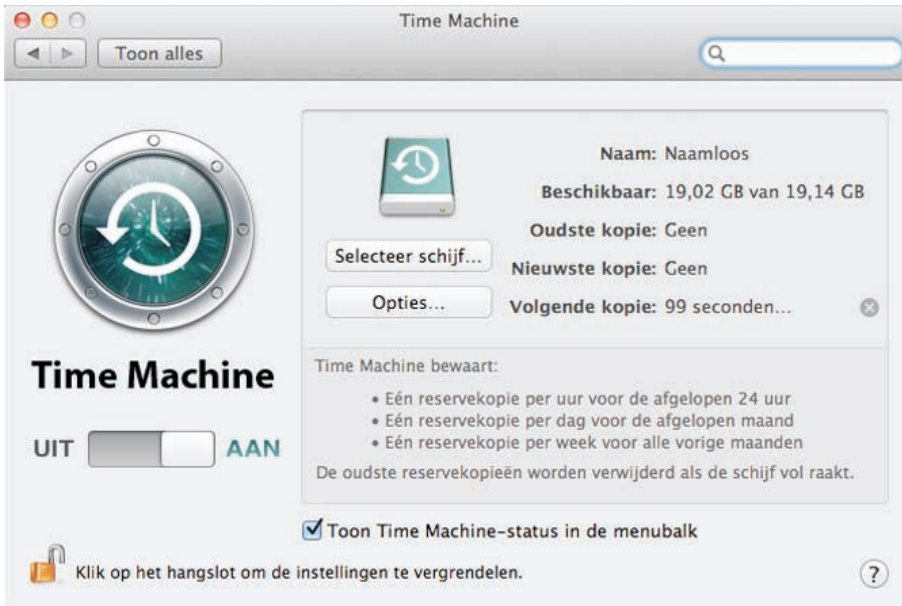 Time Machine
Toon alles
Naam: Naamloos
Beschikbaar: 19,02 GB van 19,14 GB
Oudste kopie: Geen
Selecteer schijf...
Nieuwste kopie: Geen
Opties...
Volgende kopie: 99 seconden...
Time Machine
UIT AAN
Time Machine bewaart:
• Eén reservekopie per uur voor de afgelopen 24 uur
• Eén reservekopie per dag voor de afgelopen maand
• Eén reservekopie per week voor alle vorige maanden
De oudste reservekopieën worden verwijderd als de schijf vol raakt.
Toon Time Machine-status in de menubalk
Klik op het hangslot om de instellingen te vergrendelen.
?